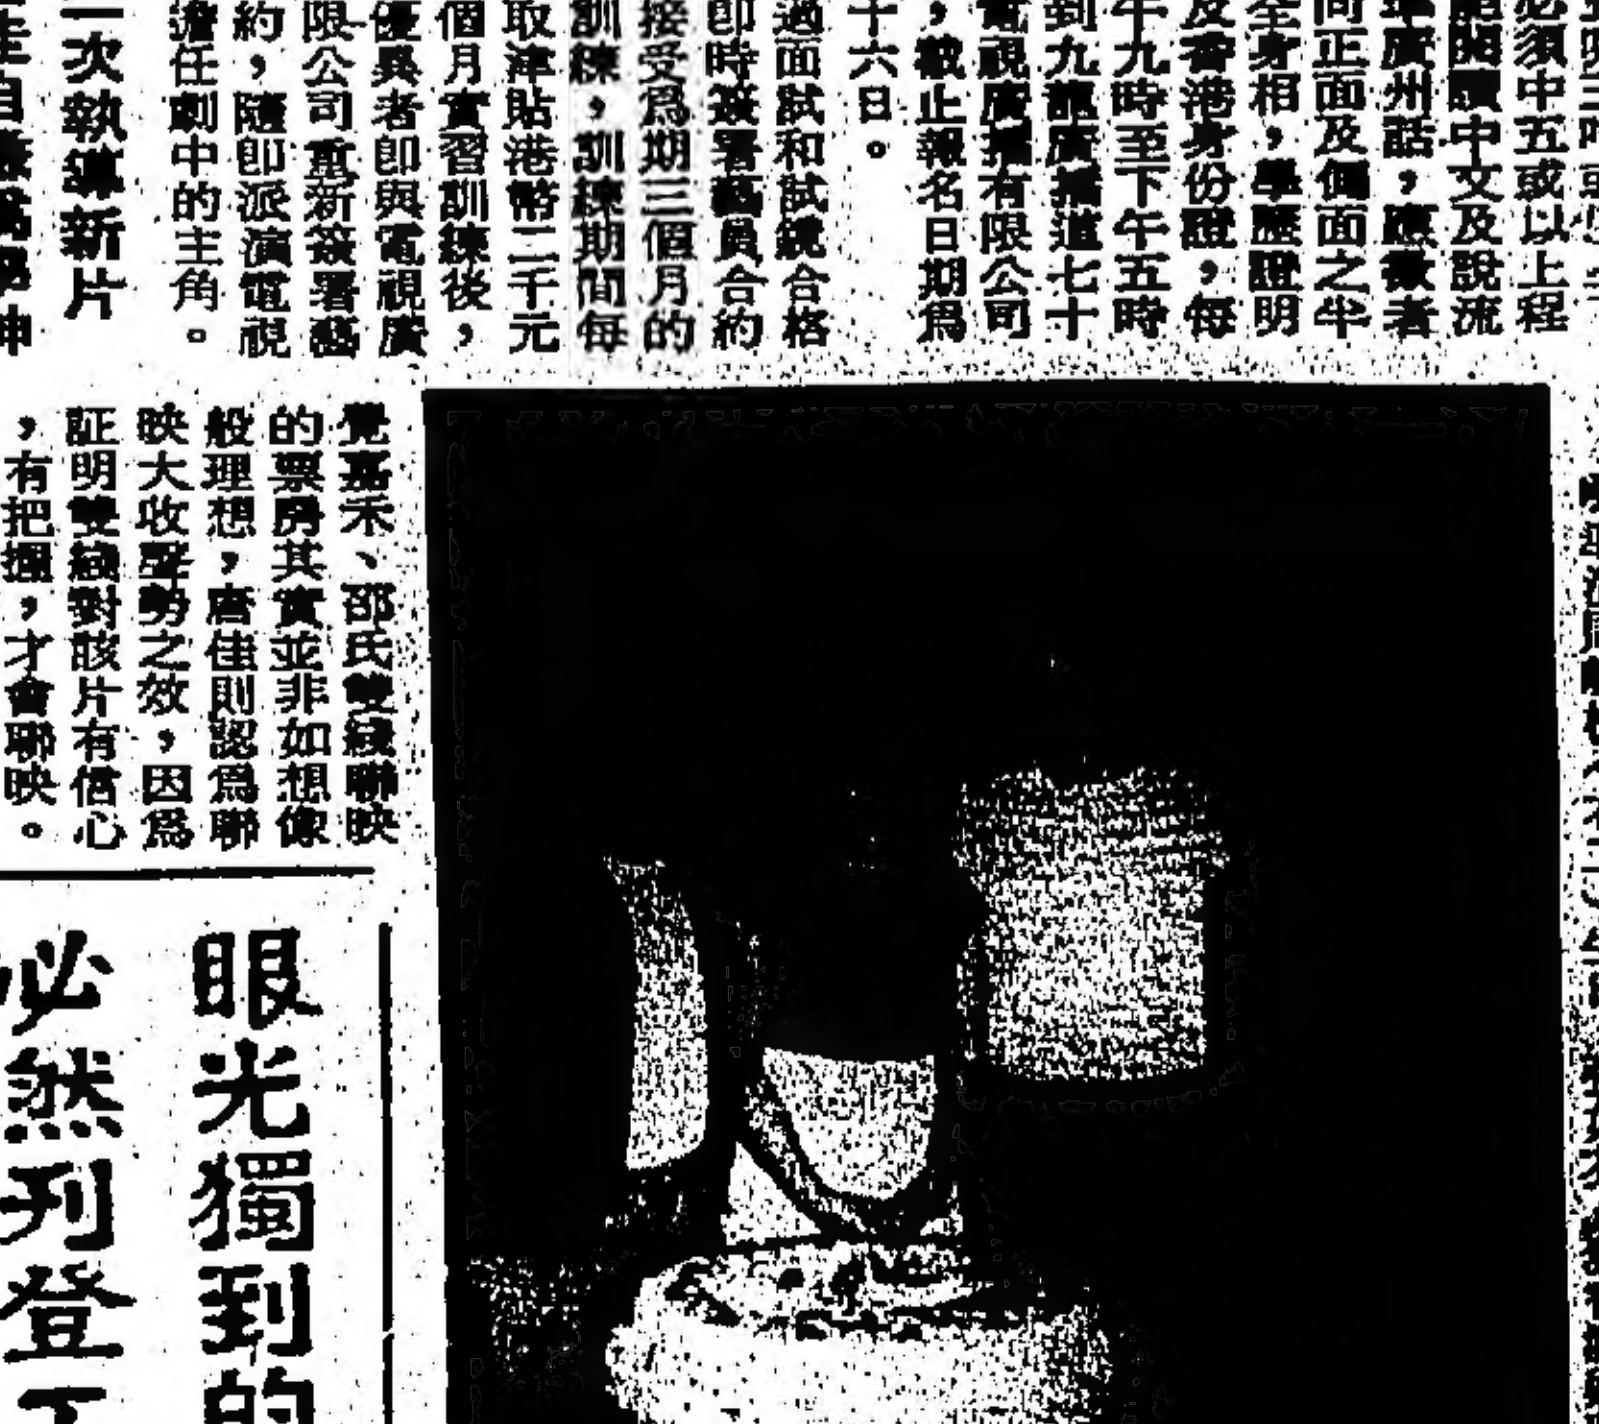 必須中五或以上程
閱讀中文及說流
廣州話，應徵者
正面及側面之半
全身相，學歷證明
及香港身份證，每
午九時至下午五時
到九龍廣播道七十
電視廣播有限公司
，截止報名日期爲
十六日。
過面試和試鏡合格
即時簽署藝員合約
接受爲期三個月的
訓練，訓練期間每
取津貼港幣二千元
個月實習訓練後，
優異者即與電視廣
限公司重新簽署藝
約，隨即派演電視
擔任劇中的主角。
一次執導新片
覺嘉禾、邵氏雙綫聯映
的票房其實並非如想像
般理想，唐佳則認爲聯
映大收聲勢之效，因爲
証明雙綫對該片有信心
，有把握，才會聯映。
眼光獨到的
必然列登